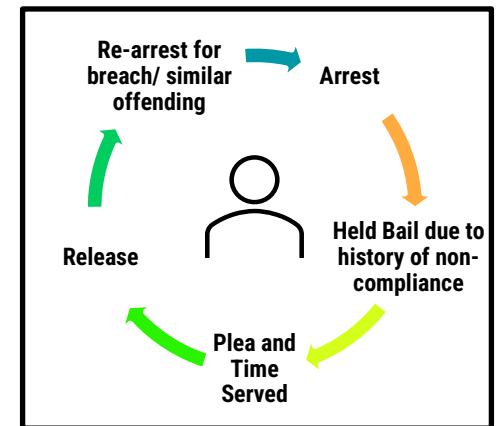 Re-arrest for
breach/ similar
offending
Arrest
Held Bail due to
history of non-
compliance
Plea and
Time
Served
Release